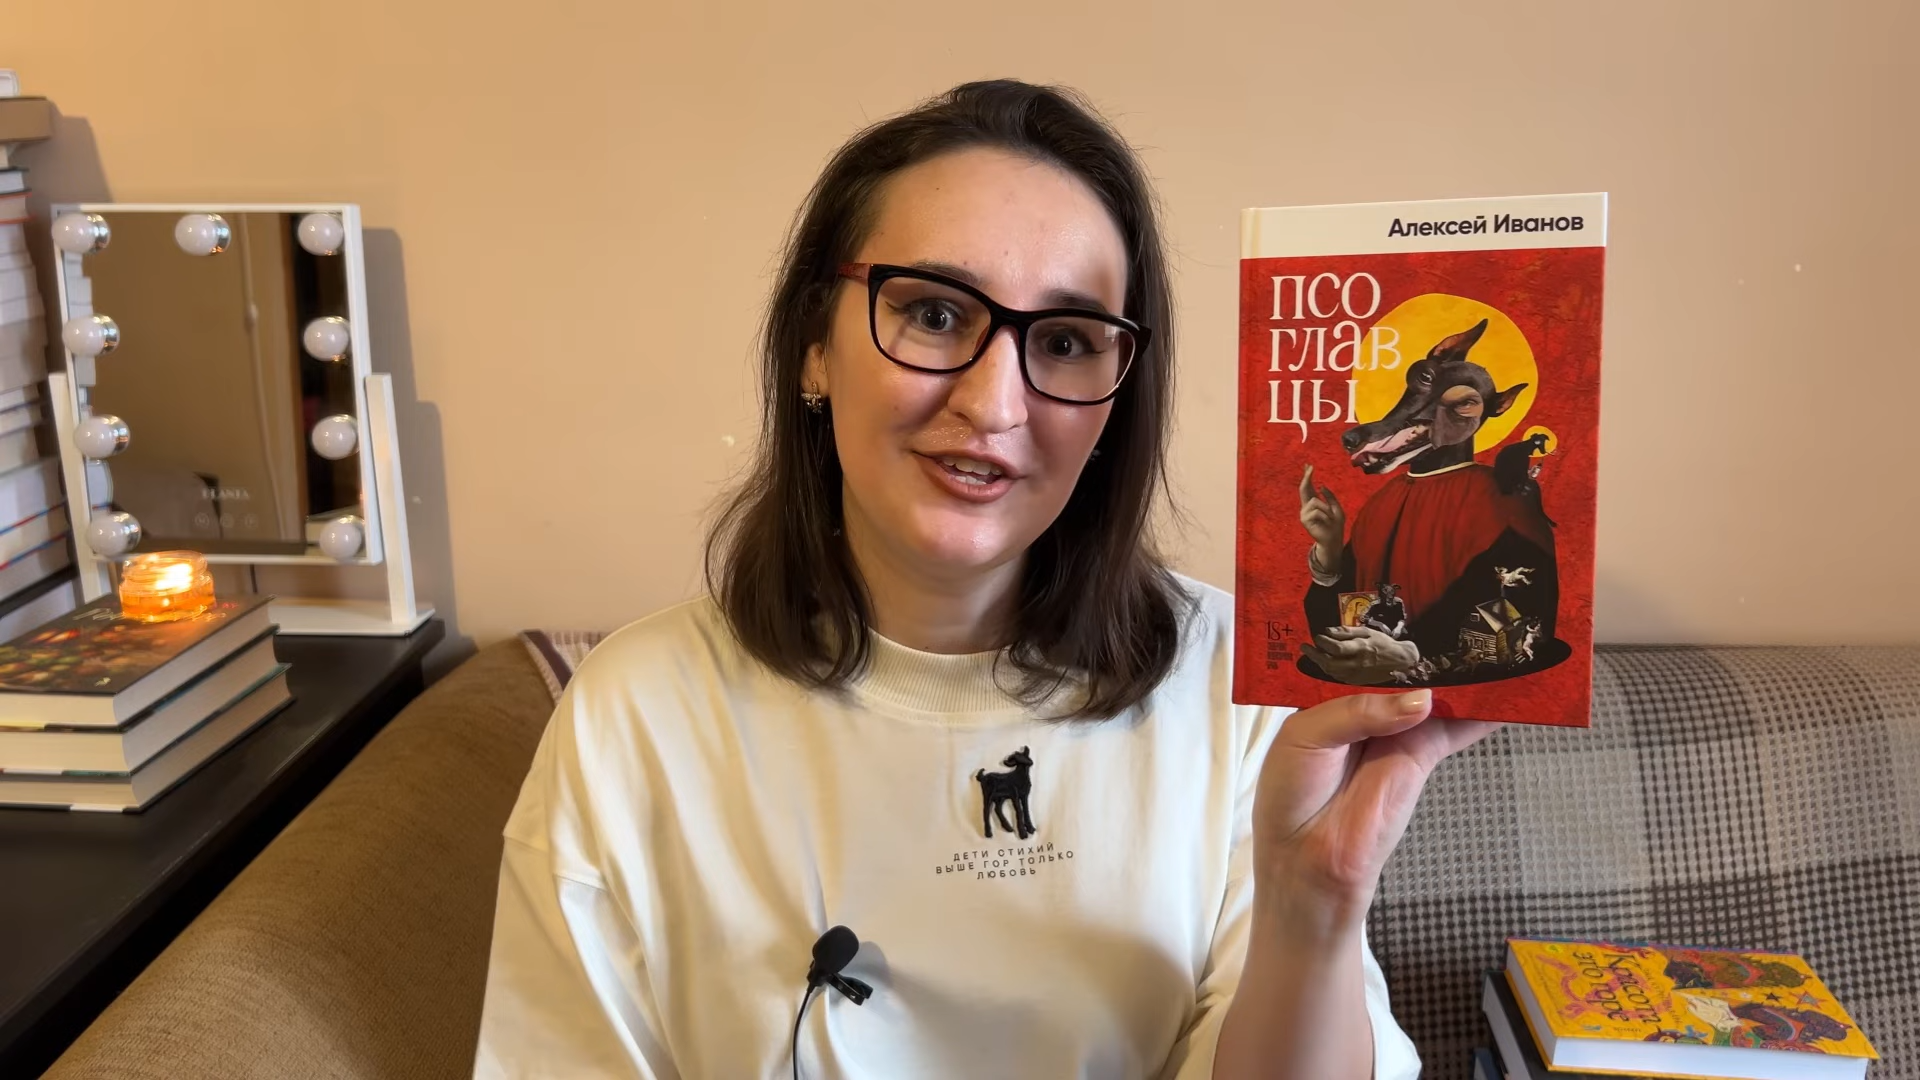 Алексей Иванов
псо
глав
цы
18+
ДЕТИ СТИХИЙ
ВЫШЕ ГОР ТОЛЬКО
ЛЮБОВЬ